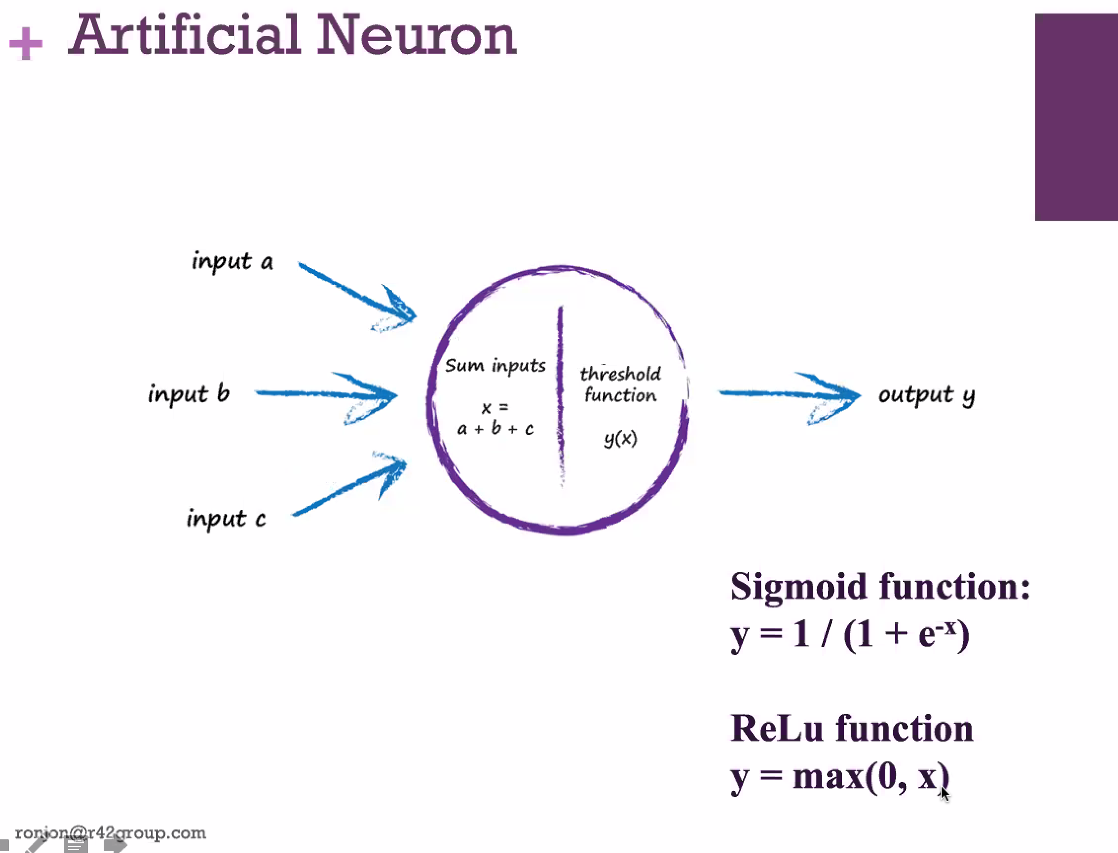 + Artificial Neuron
input a
input b
input c
Sum inputs
x =
a + b + c
threshold
function
y(x)
output y
Sigmoid function:
y = 1 / (1 + e⁻ˣ)
ReLu function
y = max(0, x)
ronjon@r42group.com